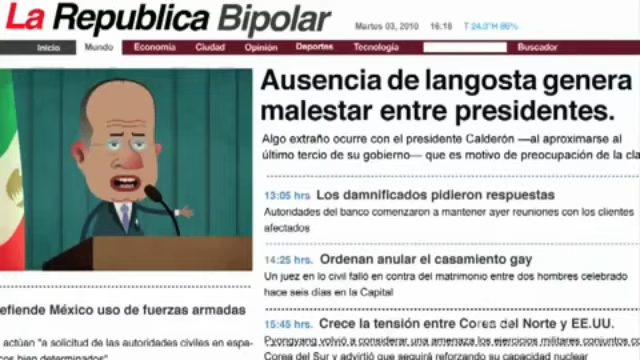 La Republica Bipolar
Martes 03, 2010 16:18 T 24.3°H 86%
Inicio Mundo Economía Ciudad Opinión Deportes Tecnología Buscador
Ausencia de langosta genera
malestar entre presidentes.
Algo extraño ocurre con el presidente Calderón —al aproximarse al
último tercio de su gobierno— que es motivo de preocupación de la cla
13:05 hrs Los damnificados pidieron respuestas
Autoridades del banco comenzaron a mantener ayer reuniones con los clientes
afectados
14:25 hrs. Ordenan anular el casamiento gay
Un juez en lo civil falló en contra del matrimonio entre dos hombres celebrado
hace seis días en la Capital
15:45 hrs. Crece la tensión entre Corea del Norte y EE.UU.
Pyongyang volvió a considerar una amenaza los ejercicios militares conjuntos c
Corea del Sur y advirtió que seguirá reforzando su capacidad nuclear
efiende México uso de fuerzas armadas
actúan "a solicitud de las autoridades civiles en espa-
cos bien determinados"